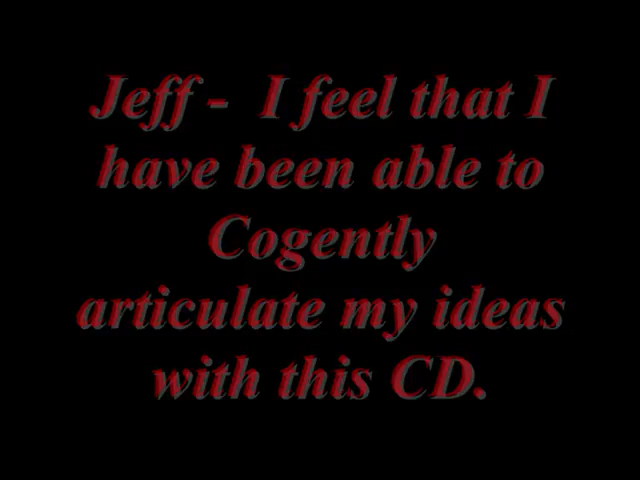 Jeff -  I feel that I
have been able to
Cogently
articulate my ideas
with this CD.